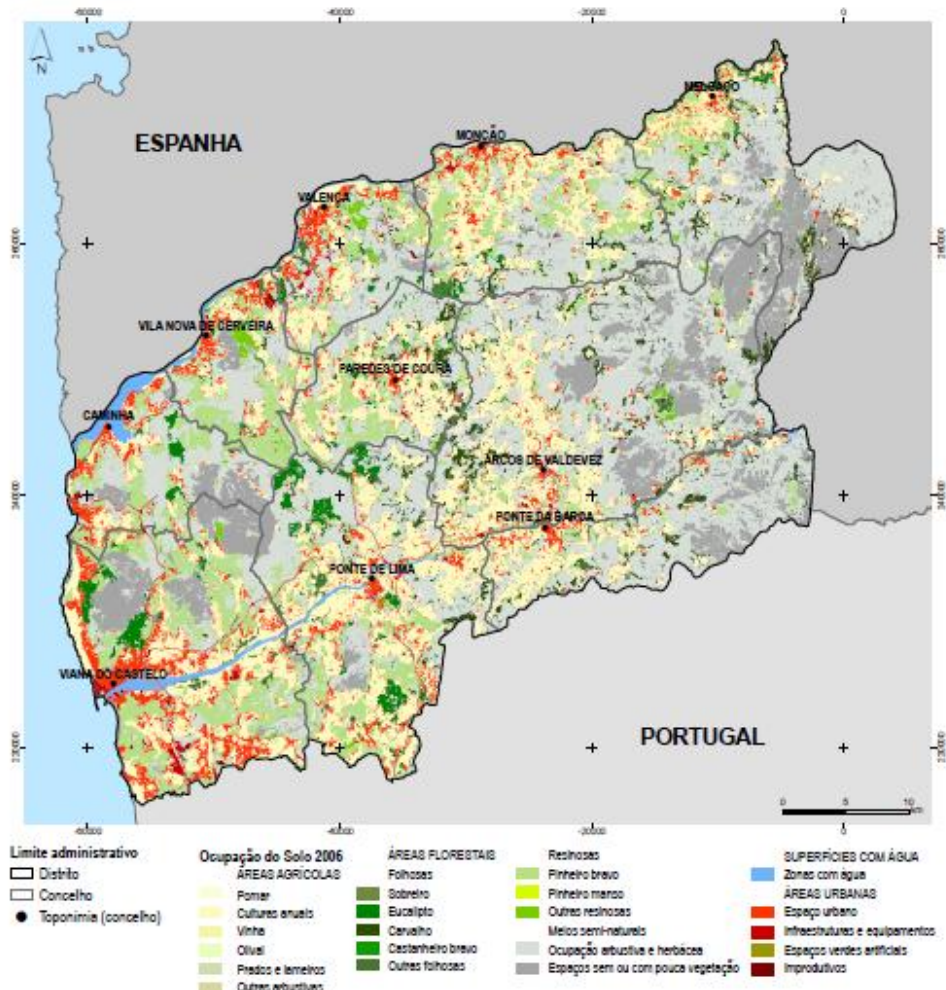 -60000 -40000 -20000 0
N
ESPANHA
MELGAÇO
MONÇÃO
VALENÇA
VILA NOVA DE CERVEIRA
PAREDES DE COURA
CAMINHA
ARCOS DE VALDEVEZ
PONTE DA BARCA
PONTE DE LIMA
VIANA DO CASTELO
PORTUGAL
0 5 10
km
-60000 -40000 -20000 0
Limite administrativo
Distrito
Concelho
Toponímia (concelho)
Ocupação do Solo 2006
ÁREAS AGRÍCOLAS
Pomar
Culturas anuais
Vinha
Olival
Prados e lameiros
Outras arbustivas
ÁREAS FLORESTAIS
Folhosas
Sobreiro
Eucalipto
Carvalho
Castanheiro bravo
Outras folhosas
Resinosas
Pinheiro bravo
Pinheiro manso
Outras resinosas
Meios semi-naturais
Ocupação arbustiva e herbácea
Espaços sem ou com pouca vegetação
SUPERFÍCIES COM ÁGUA
Zonas com água
ÁREAS URBANAS
Espaço urbano
Infraestruturas e equipamentos
Espaços verdes artificiais
Improdutivos